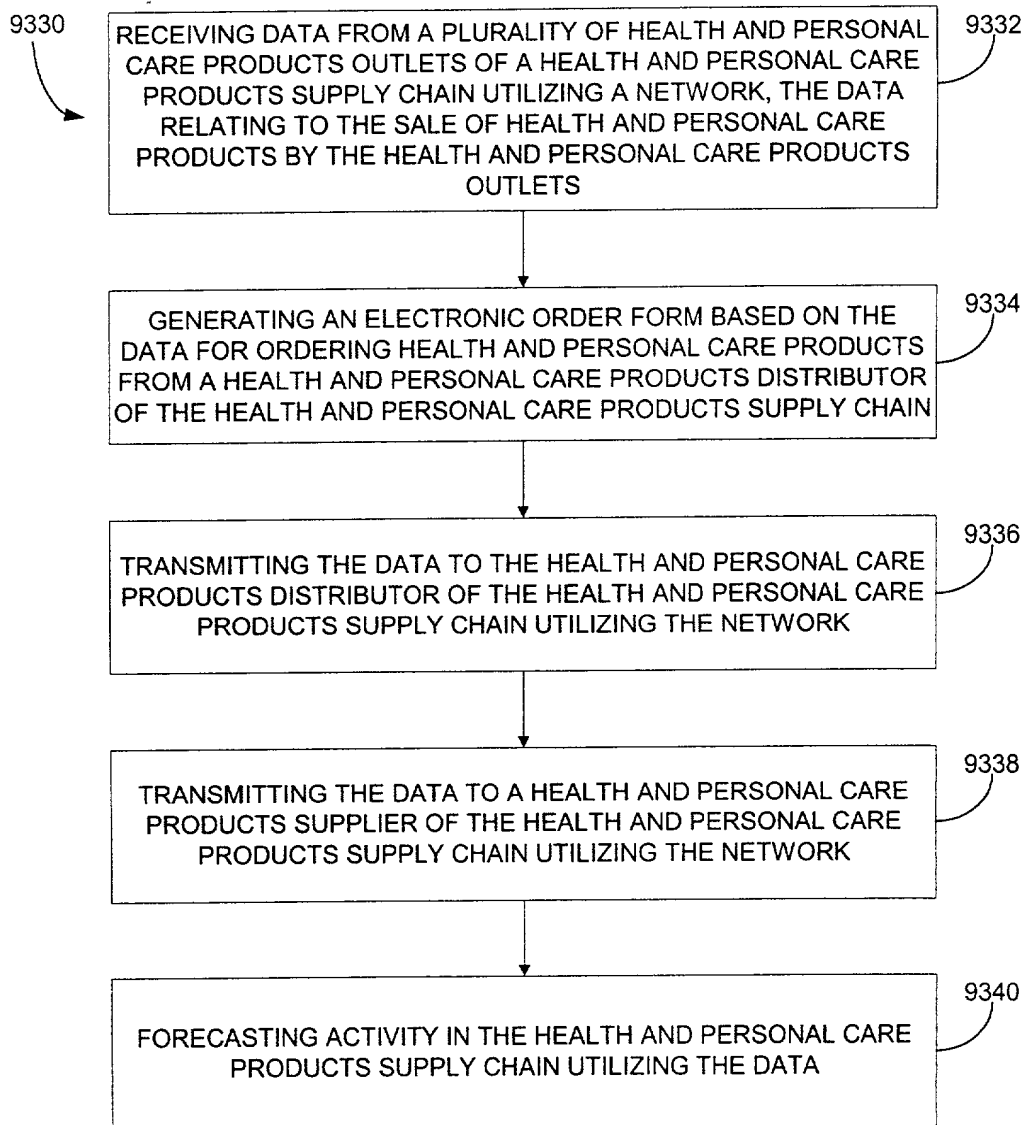 9330
RECEIVING DATA FROM A PLURALITY OF HEALTH AND PERSONAL
CARE PRODUCTS OUTLETS OF A HEALTH AND PERSONAL CARE
PRODUCTS SUPPLY CHAIN UTILIZING A NETWORK, THE DATA
RELATING TO THE SALE OF HEALTH AND PERSONAL CARE
PRODUCTS BY THE HEALTH AND PERSONAL CARE PRODUCTS
OUTLETS
9332
GENERATING AN ELECTRONIC ORDER FORM BASED ON THE
DATA FOR ORDERING HEALTH AND PERSONAL CARE PRODUCTS
FROM A HEALTH AND PERSONAL CARE PRODUCTS DISTRIBUTOR
OF THE HEALTH AND PERSONAL CARE PRODUCTS SUPPLY CHAIN
9334
TRANSMITTING THE DATA TO THE HEALTH AND PERSONAL CARE
PRODUCTS DISTRIBUTOR OF THE HEALTH AND PERSONAL CARE
PRODUCTS SUPPLY CHAIN UTILIZING THE NETWORK
9336
TRANSMITTING THE DATA TO A HEALTH AND PERSONAL CARE
PRODUCTS SUPPLIER OF THE HEALTH AND PERSONAL CARE
PRODUCTS SUPPLY CHAIN UTILIZING THE NETWORK
9338
FORECASTING ACTIVITY IN THE HEALTH AND PERSONAL CARE
PRODUCTS SUPPLY CHAIN UTILIZING THE DATA
9340